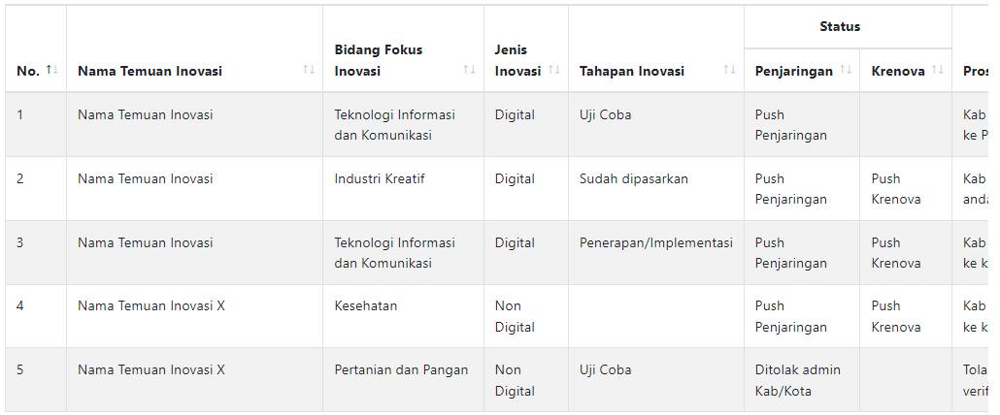 Status
Bidang Fokus Jenis
No. Nama Temuan Inovasi Inovasi Inovasi Tahapan Inovasi Penjaringan Krenova
1 Nama Temuan Inovasi Teknologi Informasi Digital Uji Coba Push Kab
dan Komunikasi Penjaringan ke
2 Nama Temuan Inovasi Industri Kreatif Digital Sudah dipasarkan Push Push Kab
Penjaringan Krenova
3 Nama Temuan Inovasi Teknologi Informasi Digital Penerapan/Implementasi Push Push Kab
dan Komunikasi Penjaringan Krenova ke
4 Nama Temuan Inovasi X Kesehatan Non Push Push Kab
Digital Penjaringan Krenova ke
5 Nama Temuan Inovasi X Pertanian dan Pangan Non Uji Coba Ditolak admin
Digital Kab/Kota